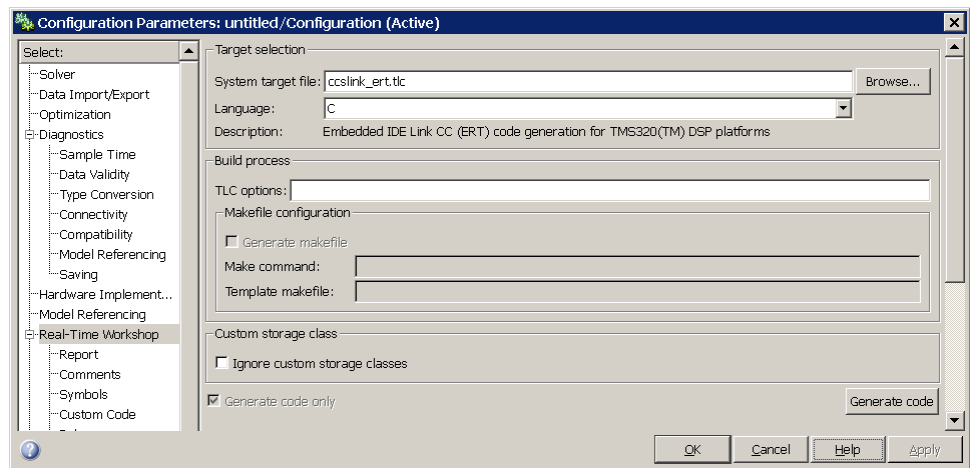 Configuration Parameters: untitled/Configuration (Active)
Select:
Solver
Data Import/Export
Optimization
Diagnostics
Sample Time
Data Validity
Type Conversion
Connectivity
Compatibility
Model Referencing
Saving
Hardware Implement...
Model Referencing
Real-Time Workshop
Report
Comments
Symbols
Custom Code
Target selection
System target file: ccslink_ert.tlc Browse...
Language: C
Description: Embedded IDE Link CC (ERT) code generation for TMS320(TM) DSP platforms
Build process
TLC options:
Makefile configuration
Generate makefile
Make command:
Template makefile:
Custom storage class
Ignore custom storage classes
Generate code only Generate code
OK Cancel Help Apply